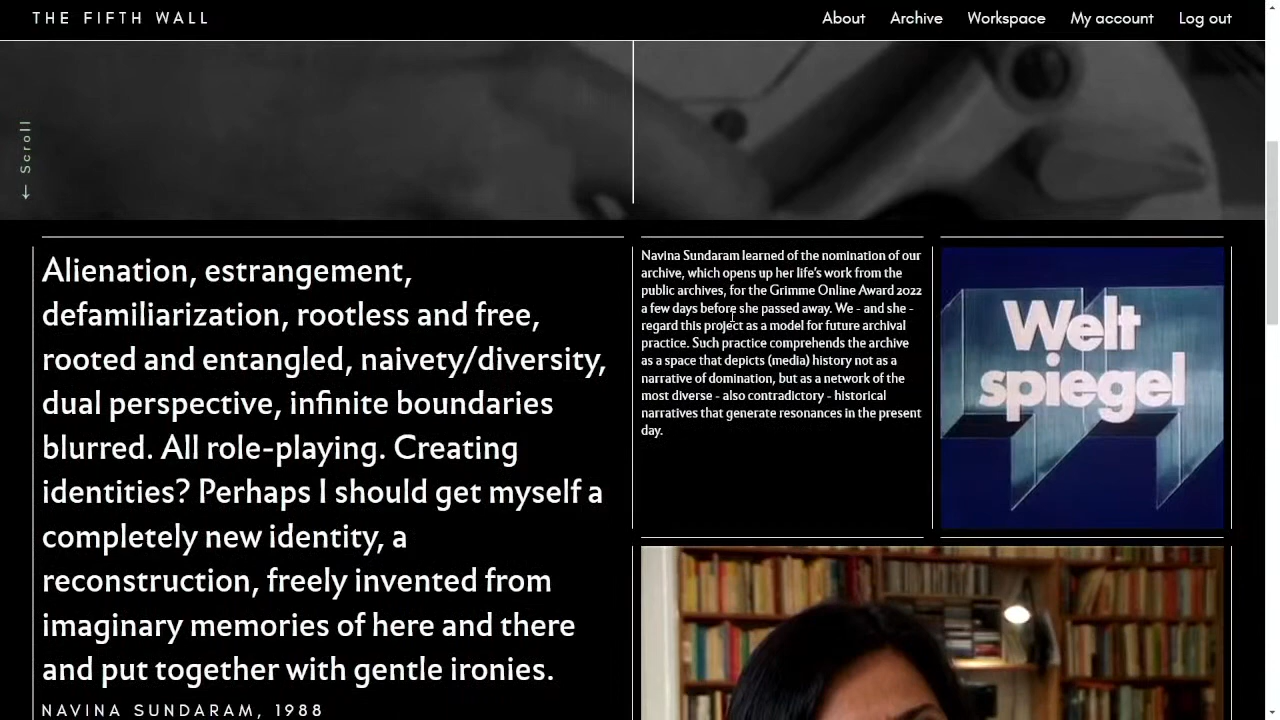 THE FIFTH WALL
About Archive Workspace My account Log out
← Scroll
Alienation, estrangement,
defamiliarization, rootless and free,
rooted and entangled, naivety/diversity,
dual perspective, infinite boundaries
blurred. All role-playing. Creating
identities? Perhaps I should get myself a
completely new identity, a
reconstruction, freely invented from
imaginary memories of here and there
and put together with gentle ironies.
NAVINA SUNDARAM, 1988
Navina Sundaram learned of the nomination of our
archive, which opens up her life's work from the
public archives, for the Grimme Online Award 2022
a few days before she passed away. We - and she -
regard this project as a model for future archival
practice. Such practice comprehends the archive
as a space that depicts (media) history not as a
narrative of domination, but as a network of the
most diverse - also contradictory - historical
narratives that generate resonances in the present
day.
Welt
spiegel